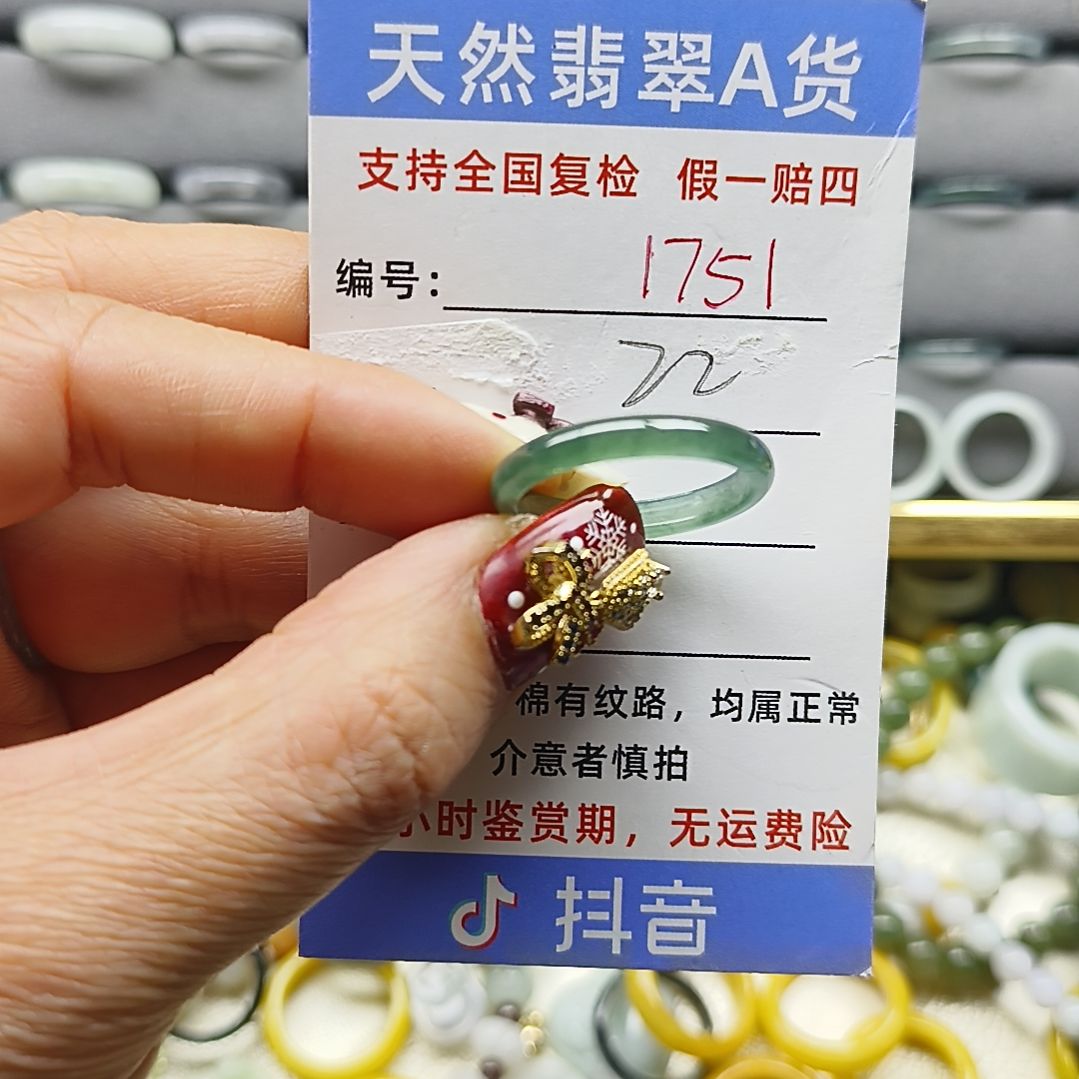 天然翡翠A货
支持全国复检 假一赔四
编号：1751
棉有纹路，均属正常
介意者慎拍
小时鉴赏期，无运费险
抖音